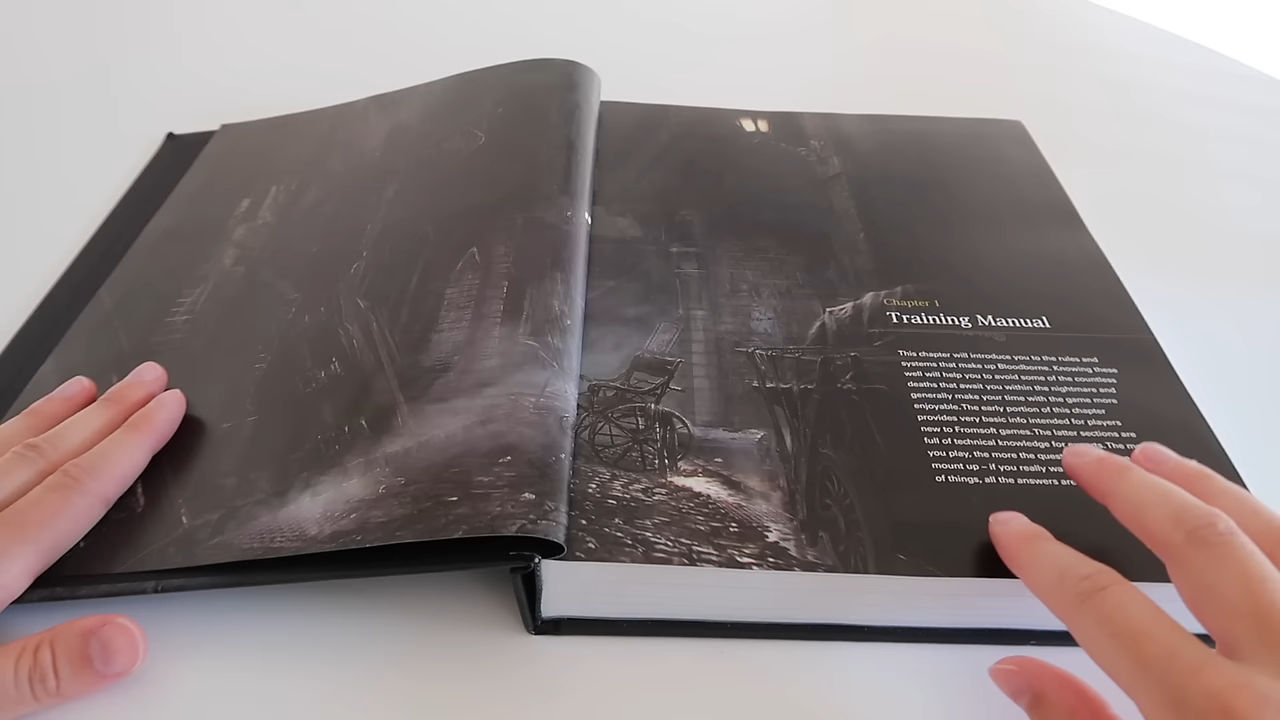 Chapter 1
Training Manual
This chapter will introduce you to the rules and
systems that make up Bloodborne. Knowing these
well will help you to avoid some of the countless
deaths that await you within the nightmare and
generally make your time with the game more
enjoyable.The early portion of this chapter
provides very basic info intended for players
new to Fromsoft games.The latter sections are
full of technical knowledge for The
you play, the more the
mount up – if you really
of things, all the answers are